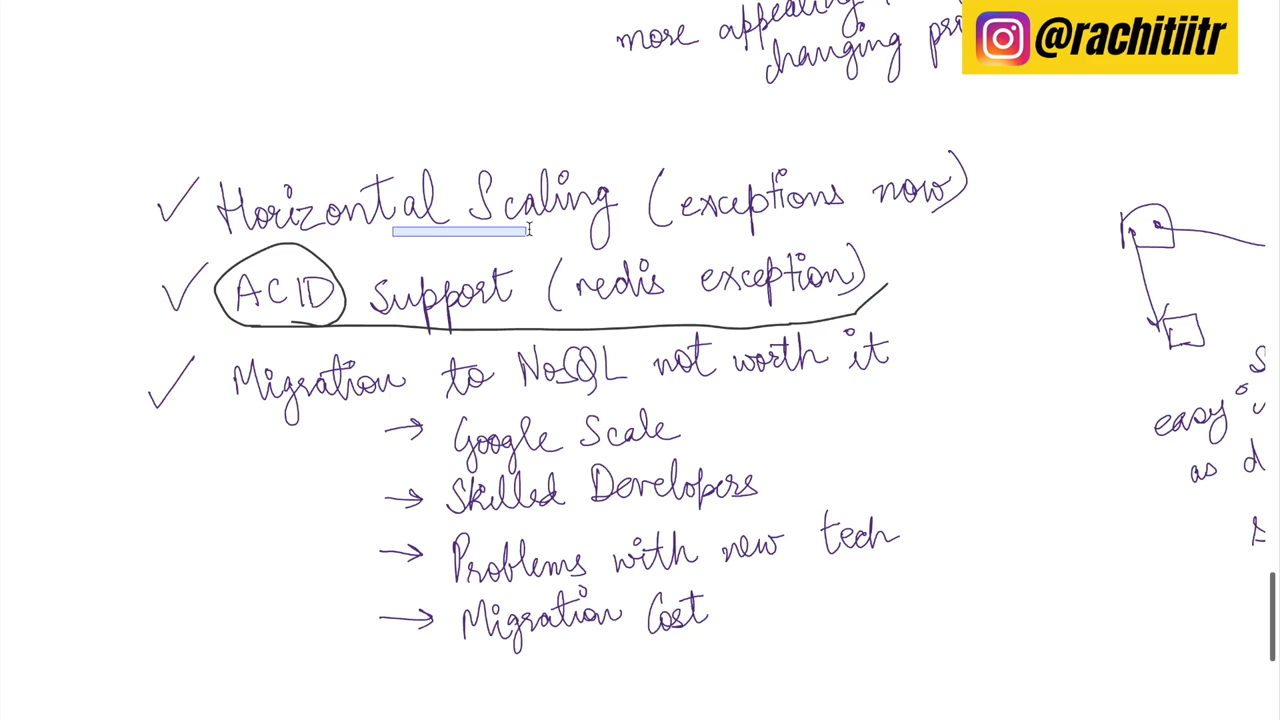 more appealing
changing
@rachitiitr
✓ Horizontal Scaling (exceptions now)
✓ ACID support (redis exception)
✓ Migration to NoSQL not worth it
→ Google Scale
→ Skilled Developers
→ Problems with new tech
→ Migration Cost
easy
as d